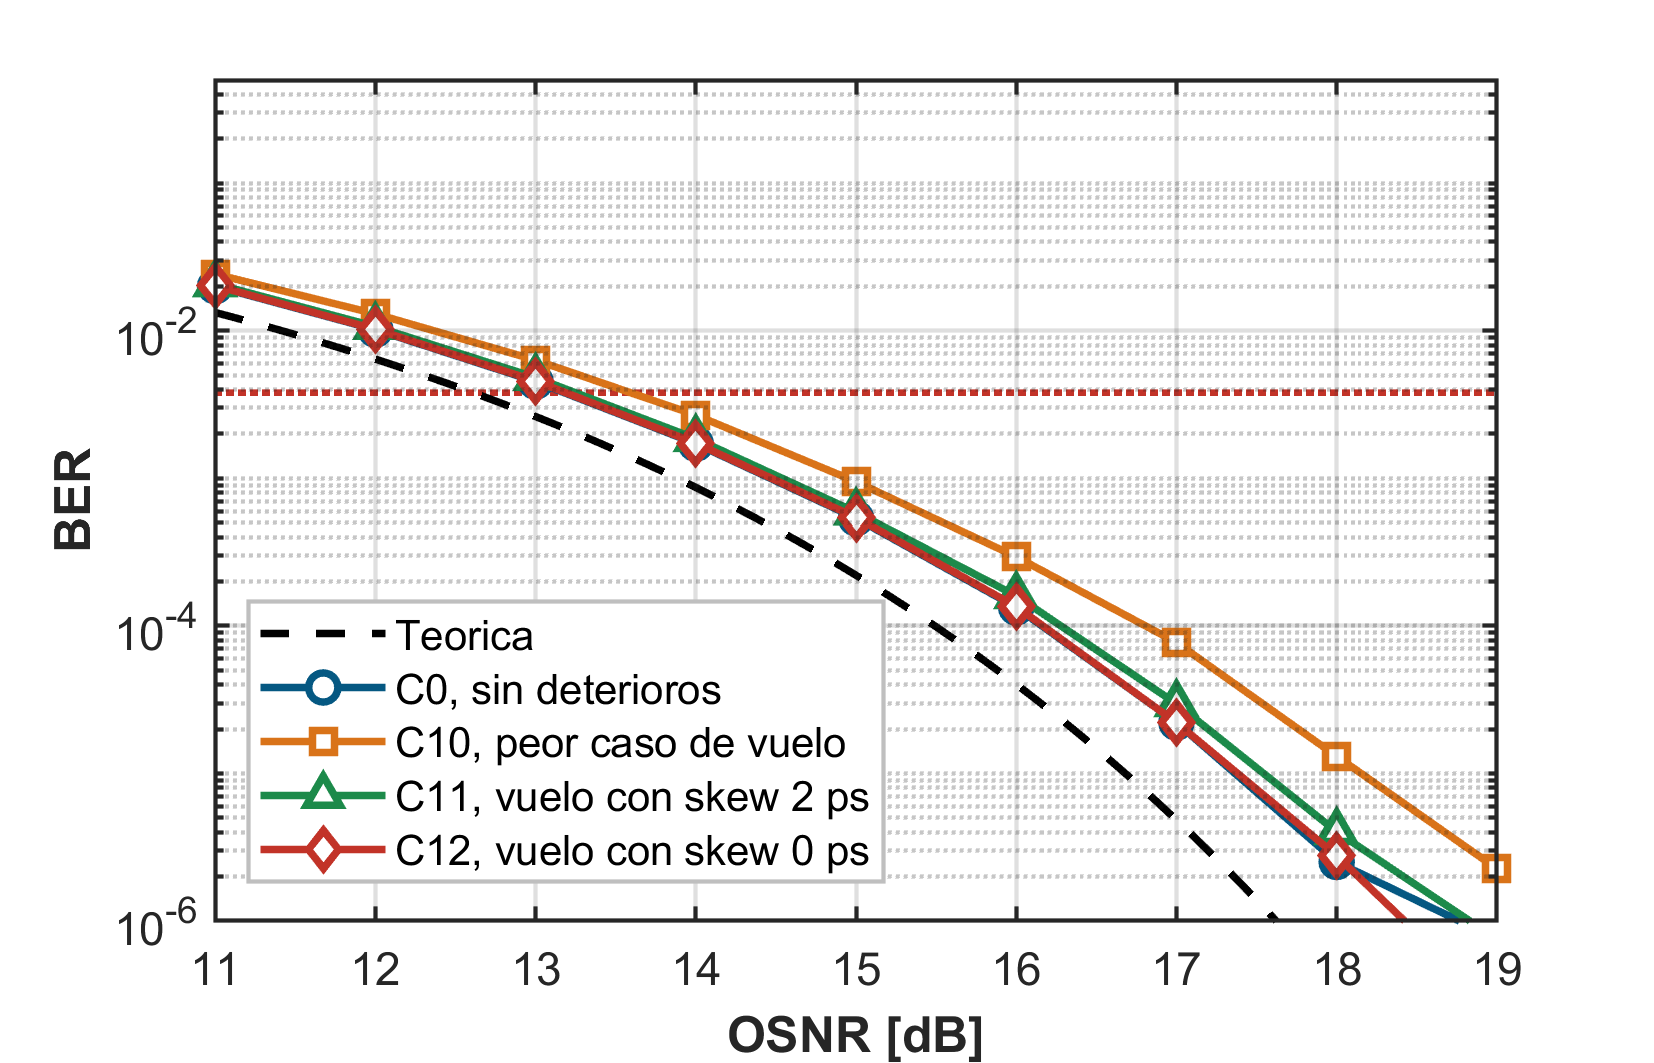 10-2
10-4
10-6
BER
Teorica
C0, sin deterioros
C10, peor caso de vuelo
C11, vuelo con skew 2 ps
C12, vuelo con skew 0 ps
11 12 13 14 15 16 17 18 19
OSNR [dB]